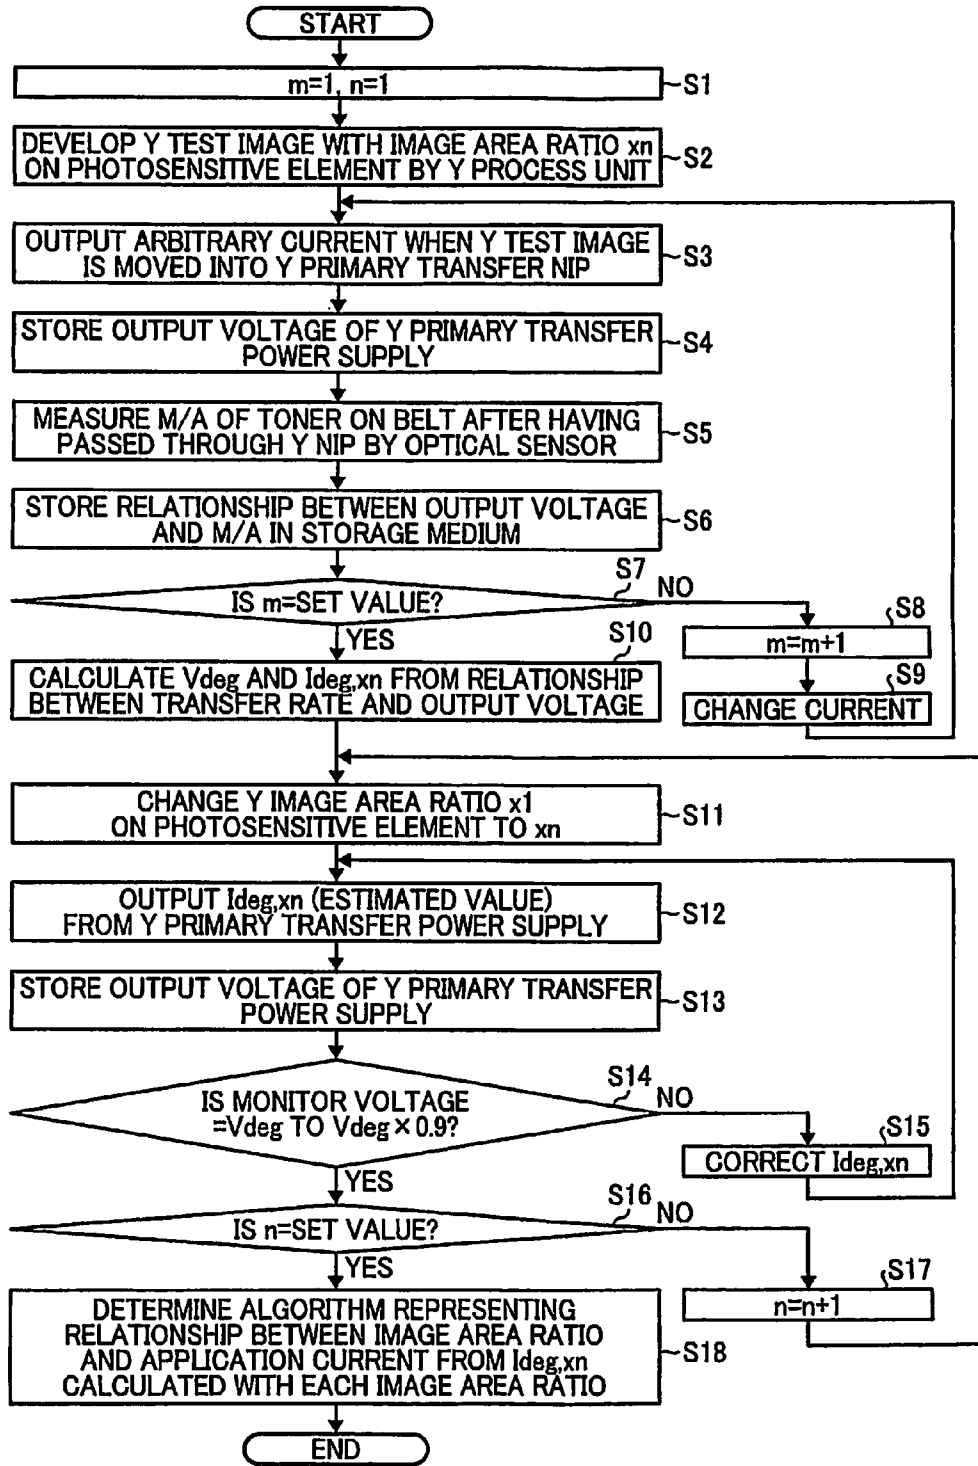 START
m=1, n=1
S1
DEVELOP Y TEST IMAGE WITH IMAGE AREA RATIO xn
ON PHOTOSENSITIVE ELEMENT BY Y PROCESS UNIT
S2
OUTPUT ARBITRARY CURRENT WHEN Y TEST IMAGE
IS MOVED INTO Y PRIMARY TRANSFER NIP
S3
STORE OUTPUT VOLTAGE OF Y PRIMARY TRANSFER
POWER SUPPLY
S4
MEASURE M/A OF TONER ON BELT AFTER HAVING
PASSED THROUGH Y NIP BY OPTICAL SENSOR
S5
STORE RELATIONSHIP BETWEEN OUTPUT VOLTAGE
AND M/A IN STORAGE MEDIUM
S6
IS m=SET VALUE?
S7
NO
YES
S8
m=m+1
S9
CHANGE CURRENT
S10
CALCULATE Vdeg AND Ideg,xn FROM RELATIONSHIP
BETWEEN TRANSFER RATE AND OUTPUT VOLTAGE
CHANGE Y IMAGE AREA RATIO x1
ON PHOTOSENSITIVE ELEMENT TO xn
S11
OUTPUT Ideg,xn (ESTIMATED VALUE)
FROM Y PRIMARY TRANSFER POWER SUPPLY
S12
STORE OUTPUT VOLTAGE OF Y PRIMARY TRANSFER
POWER SUPPLY
S13
IS MONITOR VOLTAGE
=Vdeg TO Vdeg×0.9?
S14
NO
YES
S15
CORRECT Ideg,xn
IS n=SET VALUE?
S16
NO
YES
S17
n=n+1
DETERMINE ALGORITHM REPRESENTING
RELATIONSHIP BETWEEN IMAGE AREA RATIO
AND APPLICATION CURRENT FROM Ideg,xn
CALCULATED WITH EACH IMAGE AREA RATIO
S18
END